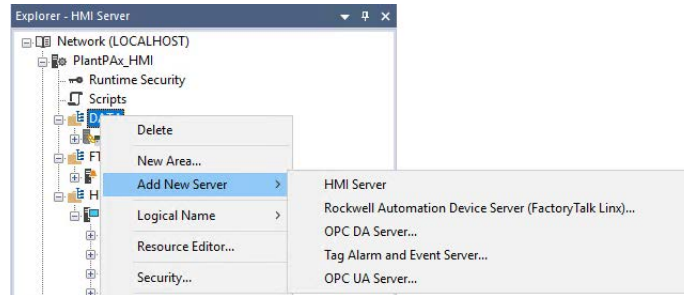 Explorer - HMI Server
Network (LOCALHOST)
PlantPAx_HMI
Runtime Security
Scripts
Delete
New Area...
Add New Server
Logical Name
Resource Editor...
Security...
HMI Server
Rockwell Automation Device Server (FactoryTalk Linx)...
OPC DA Server...
Tag Alarm and Event Server...
OPC UA Server...